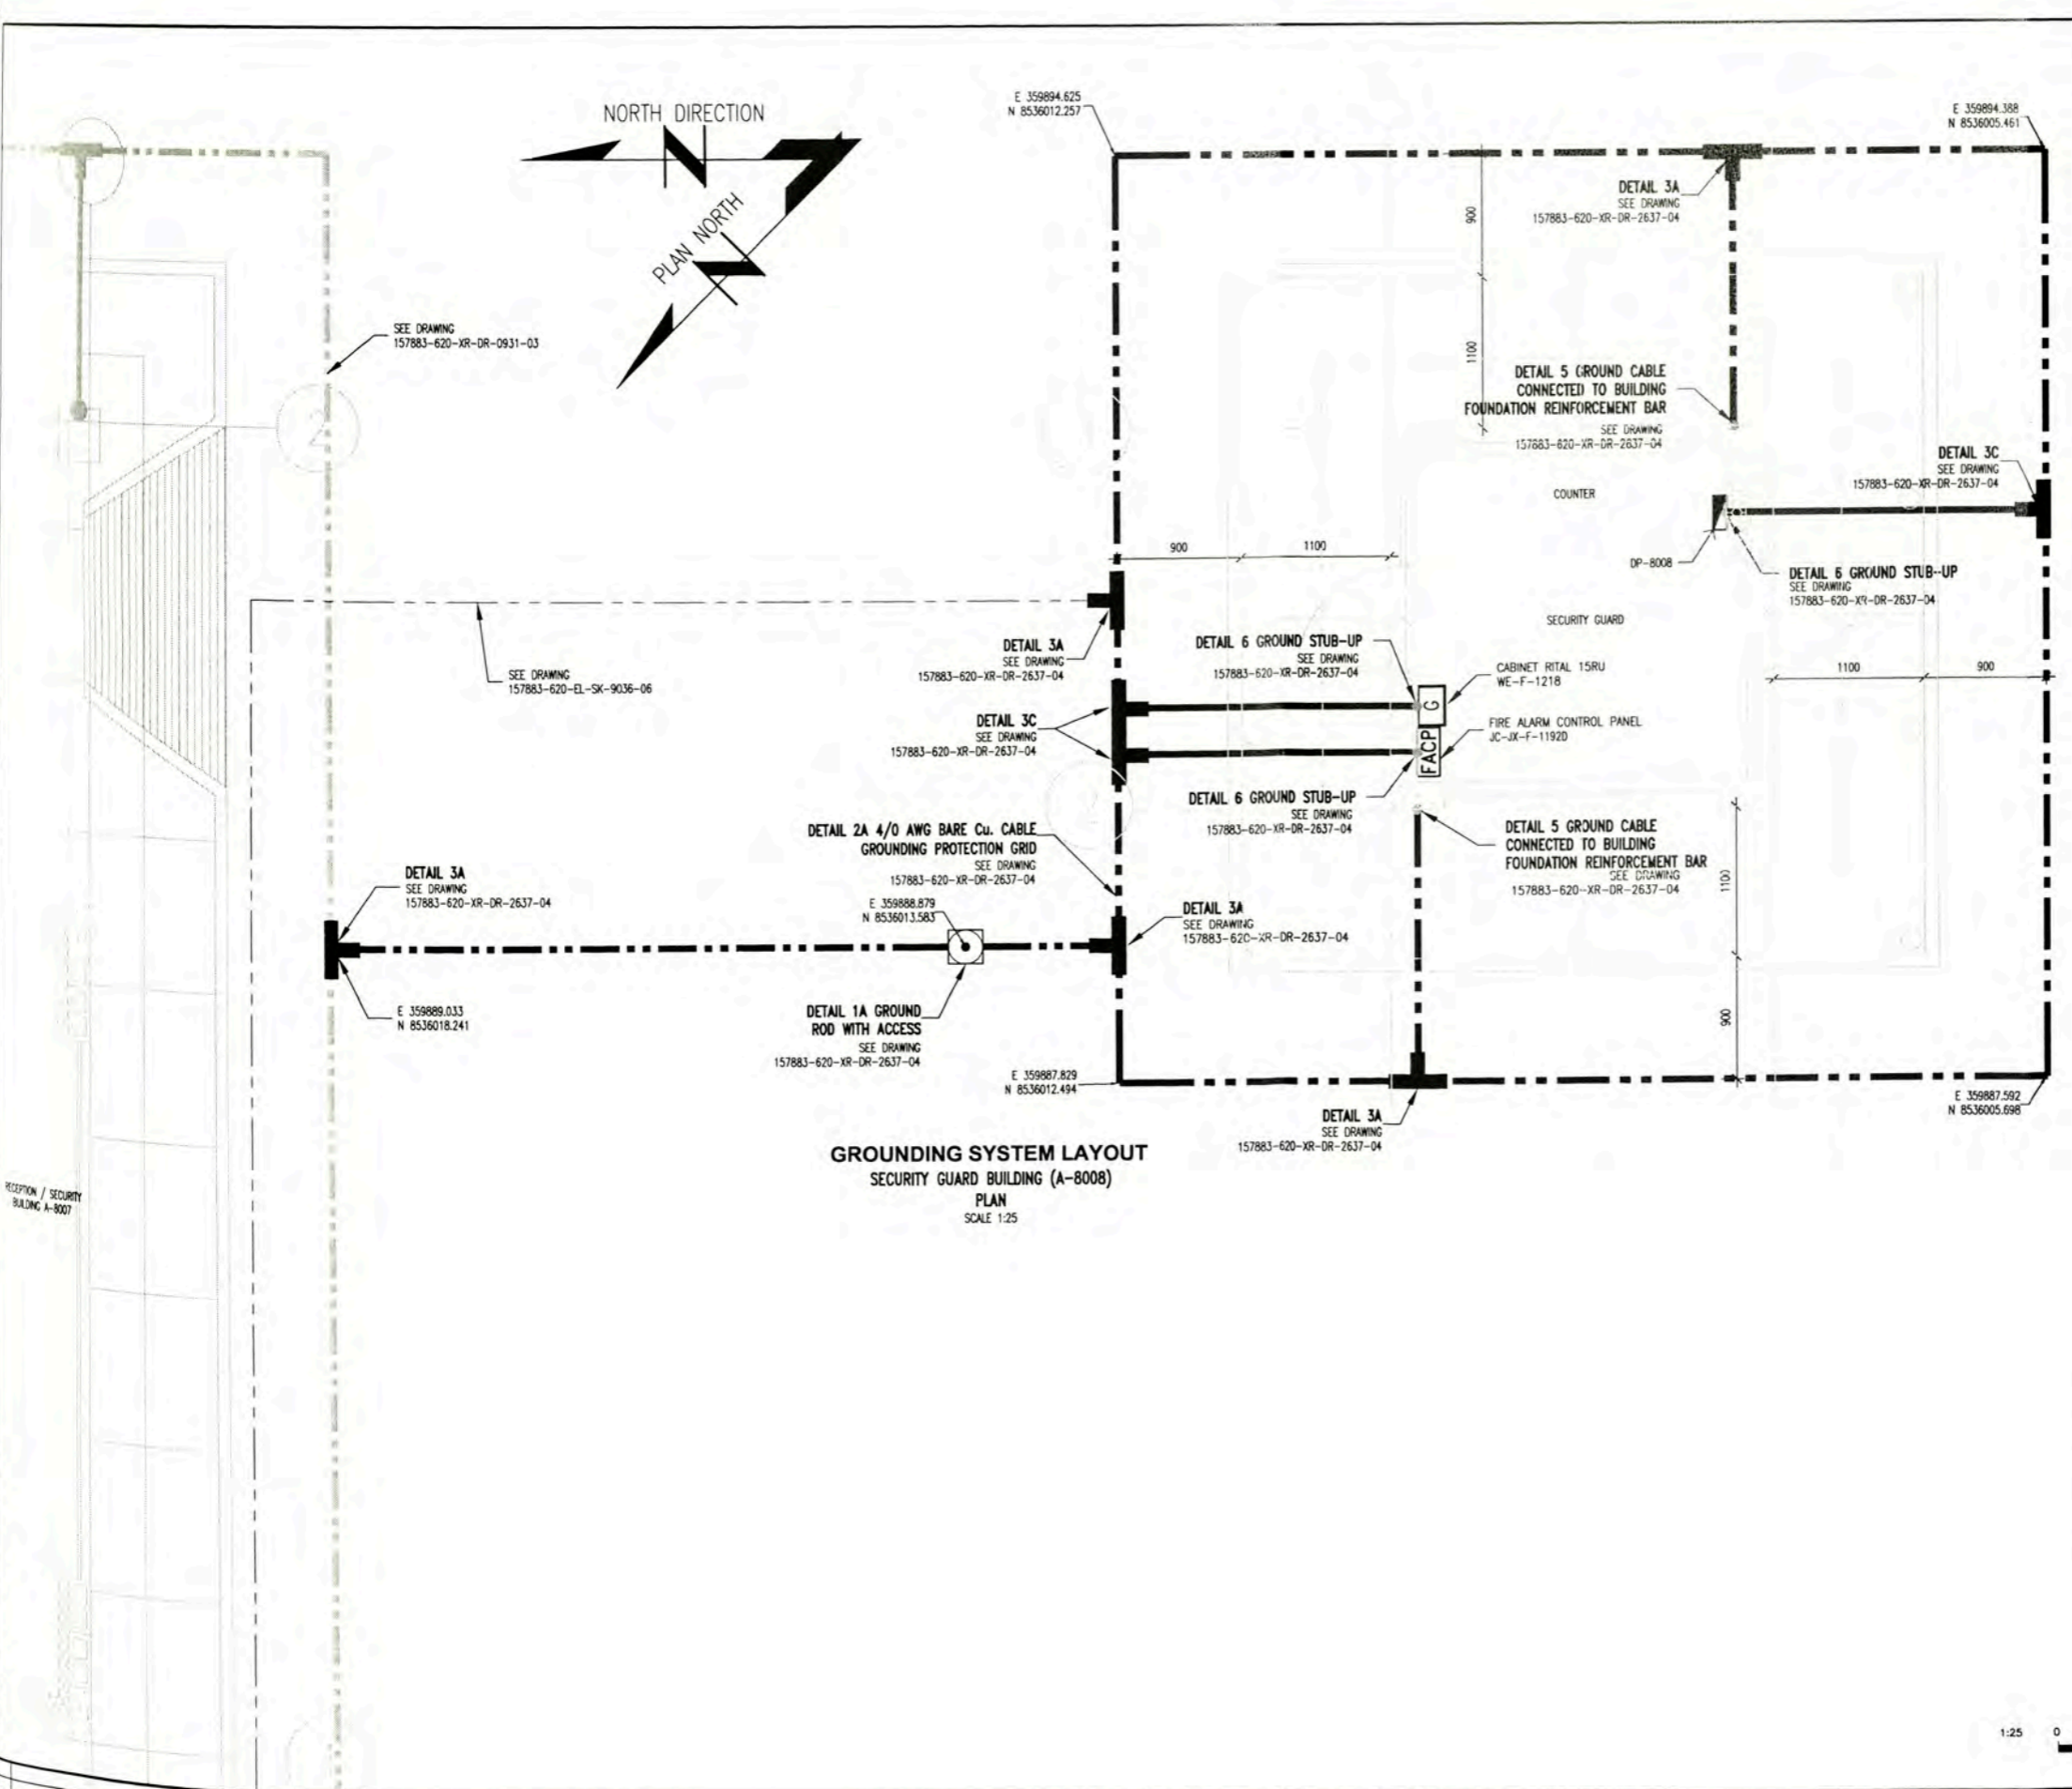 NORTH DIRECTION
N
PLAN NORTH
N
E 359894.625
N 8536012.257
E 359894.388
N 8536005.461
DETAIL 3A
SEE DRAWING
157883-620-XR-DR-2637-04
900
1100
SEE DRAWING
157883-620-XR-DR-0931-03
2
DETAIL 5 GROUND CABLE
CONNECTED TO BUILDING
FOUNDATION REINFORCEMENT BAR
SEE DRAWING
157883-620-XR-DR-2637-04
DETAIL 3C
SEE DRAWING
157883-620-XR-DR-2637-04
COUNTER
900
1100
DP-8008
DETAIL 6 GROUND STUB-UP
SEE DRAWING
157883-620-XR-DR-2637-04
SECURITY GUARD
DETAIL 3A
SEE DRAWING
157883-620-XR-DR-2637-04
DETAIL 6 GROUND STUB-UP
SEE DRAWING
157883-620-XR-DR-2637-04
CABINET RITAL 15RU
WE-F-1218
1100
900
SEE DRAWING
157883-620-EL-SK-9036-06
G
DETAIL 3C
SEE DRAWING
157883-620-XR-DR-2637-04
FIRE ALARM CONTROL PANEL
JC-JX-F-1192D
FACP
DETAIL 6 GROUND STUB-UP
SEE DRAWING
157883-620-XR-DR-2637-04
DETAIL 2A 4/0 AWG BARE Cu. CABLE
GROUNDING PROTECTION GRID
SEE DRAWING
157883-620-XR-DR-2637-04
DETAIL 5 GROUND CABLE
CONNECTED TO BUILDING
FOUNDATION REINFORCEMENT BAR
SEE DRAWING
157883-620-XR-DR-2637-04
1100
900
DETAIL 3A
SEE DRAWING
157883-620-XR-DR-2637-04
E 359888.879
N 8536013.583
DETAIL 3A
SEE DRAWING
157883-620-XR-DR-2637-04
E 359889.033
N 8536018.241
DETAIL 1A GROUND
ROD WITH ACCESS
SEE DRAWING
157883-620-XR-DR-2637-04
E 359887.829
N 8536012.494
E 359887.592
N 8536005.698
DETAIL 3A
SEE DRAWING
157883-620-XR-DR-2637-04
GROUNDING SYSTEM LAYOUT
SECURITY GUARD BUILDING (A-8008)
PLAN
SCALE 1:25
RECEPTION / SECURITY
BUILDING A-8007
1:25 0